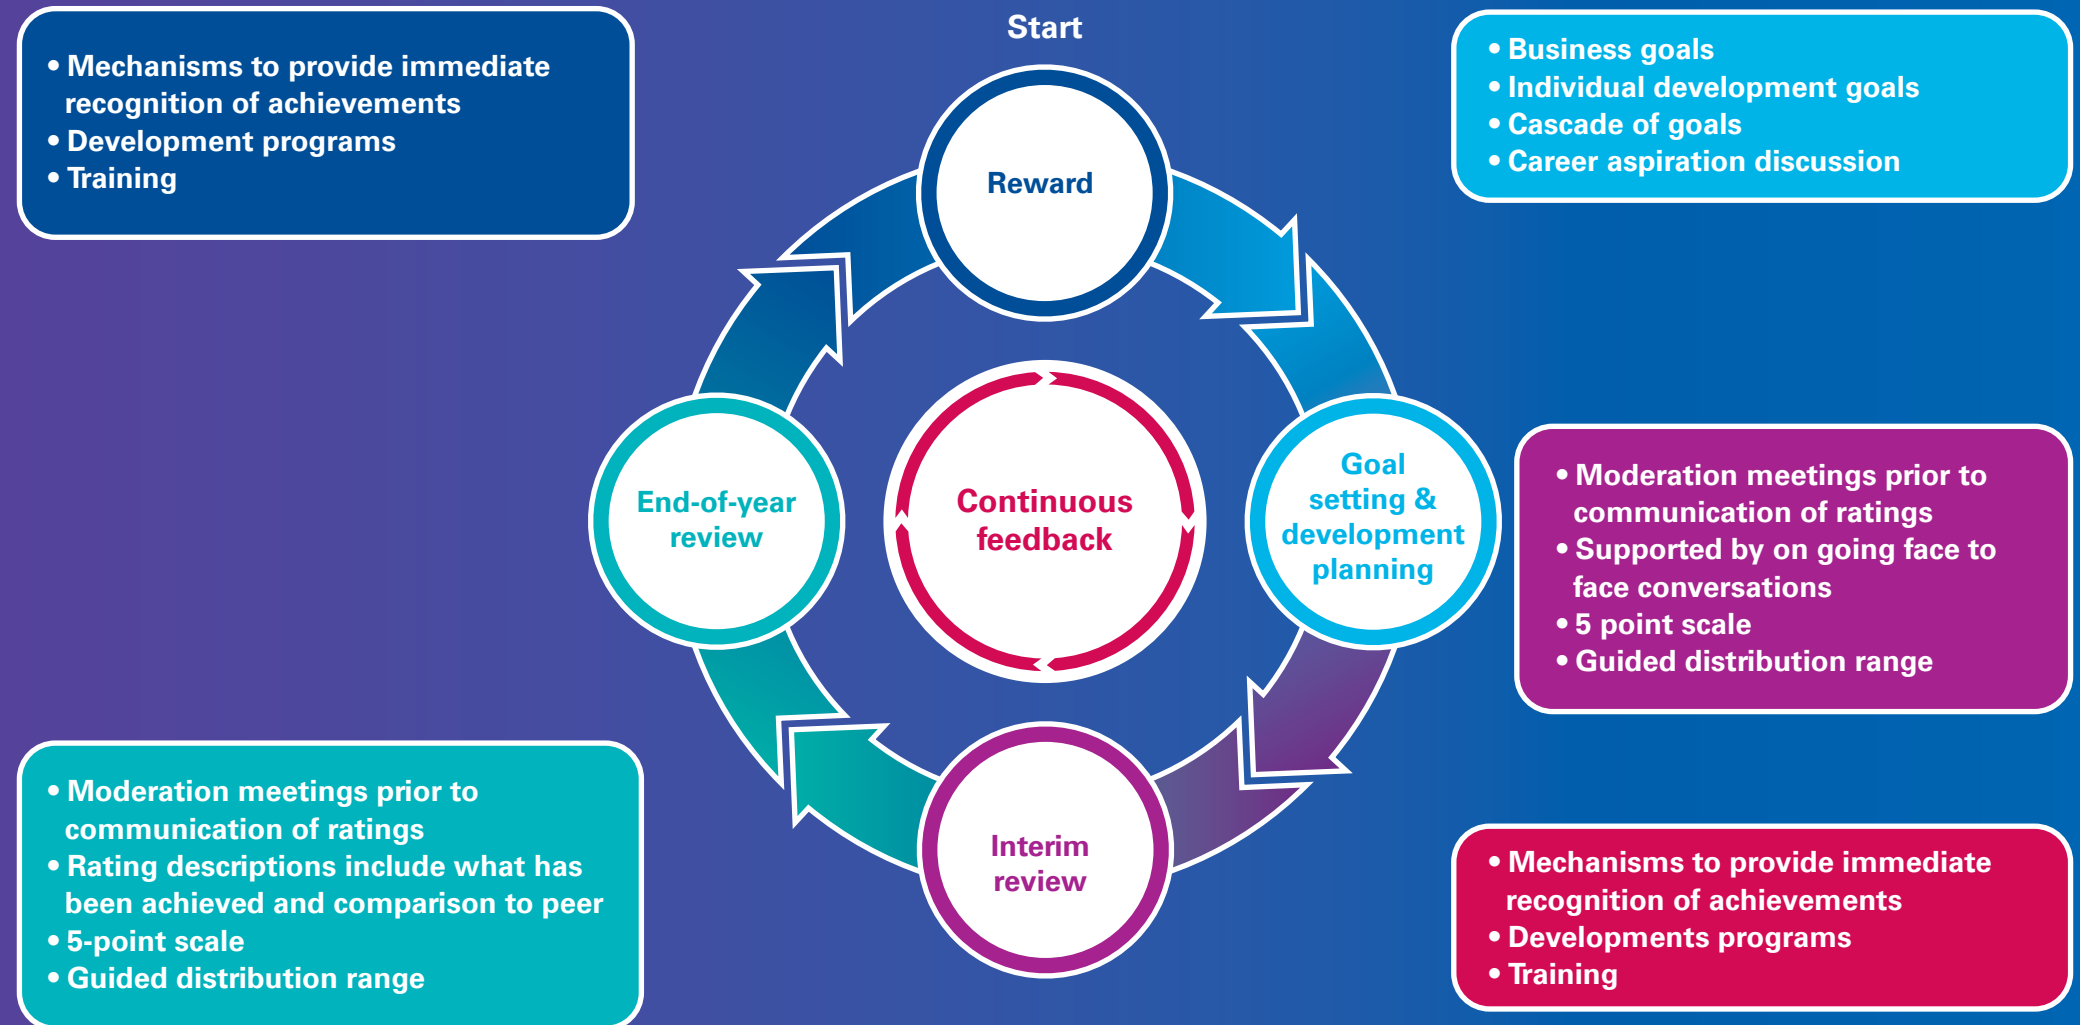 Start
• Mechanisms to provide immediate
recognition of achievements
• Development programs
• Training
Reward
• Business goals
• Individual development goals
• Cascade of goals
• Career aspiration discussion
End-of-year
review
Continuous
feedback
Goal
setting &
development
planning
• Moderation meetings prior to
communication of ratings
• Supported by on going face to
face conversations
• 5 point scale
• Guided distribution range
• Moderation meetings prior to
communication of ratings
• Rating descriptions include what has
been achieved and comparison to peer
• 5-point scale
• Guided distribution range
Interim
review
• Mechanisms to provide immediate
recognition of achievements
• Developments programs
• Training